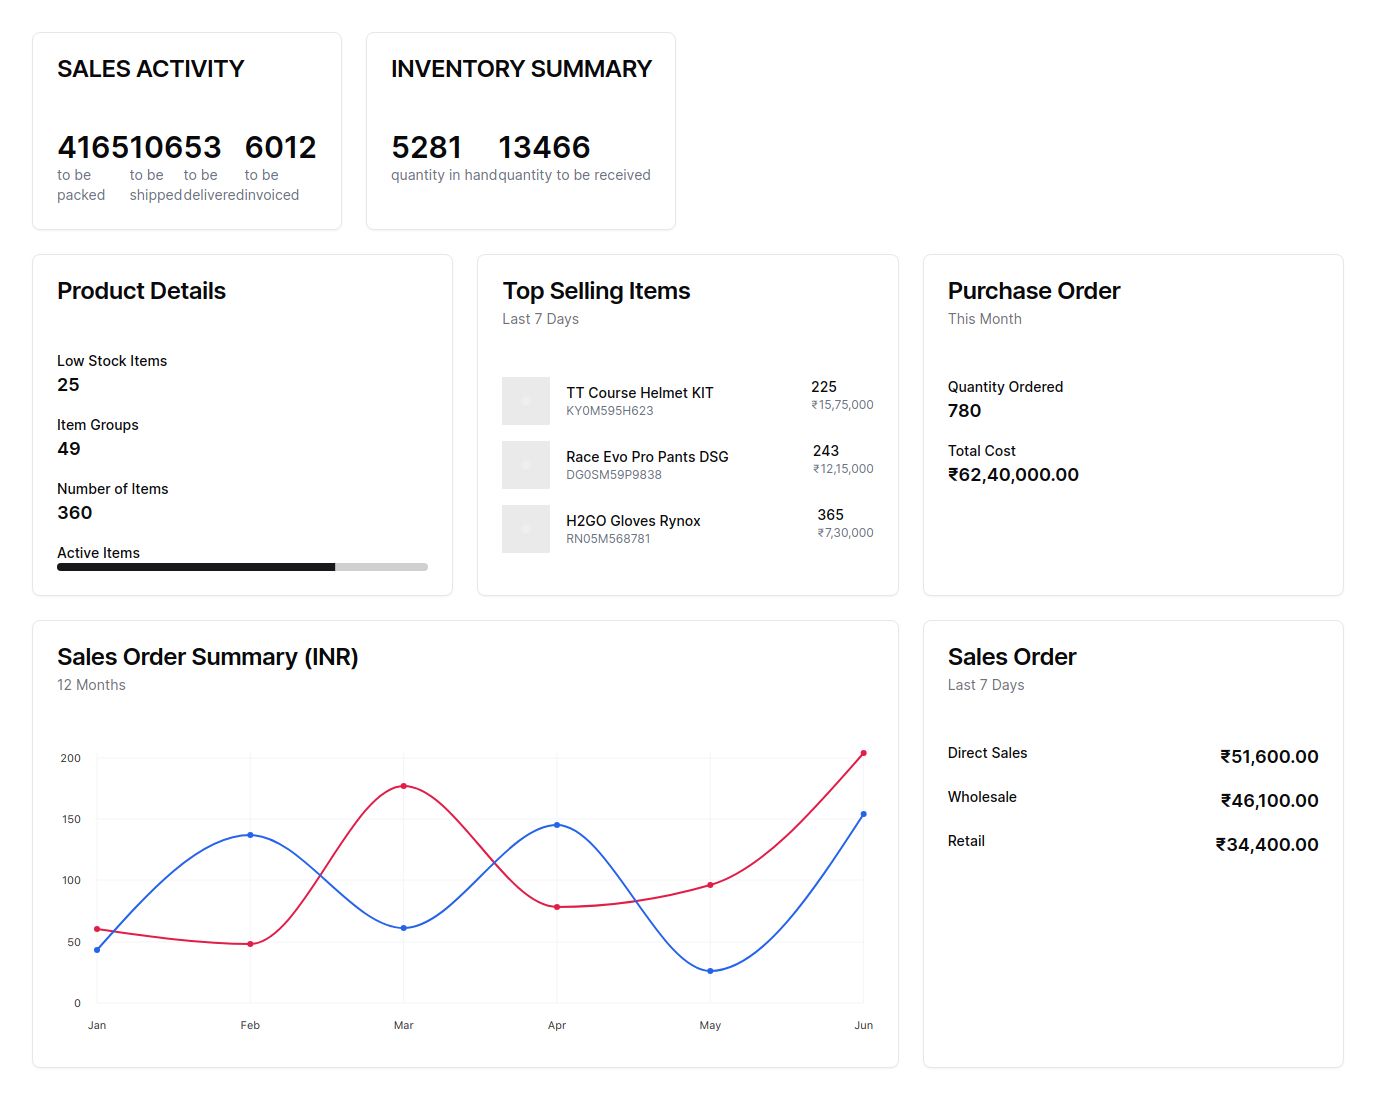 SALES ACTIVITY
4165 106 53 6012
to be packed
to be shipped
to be delivered
to be invoiced
INVENTORY SUMMARY
5281 13466
quantity in hand quantity to be received
Product Details
Low Stock Items
25
Item Groups
49
Number of Items
360
Active Items
Top Selling Items
Last 7 Days
TT Course Helmet KIT 225
KY0M595H623 ₹15,75,000
Race Evo Pro Pants DSG 243
DG0SM59P9838 ₹12,15,000
H2GO Gloves Rynox 365
RN05M568781 ₹7,30,000
Purchase Order
This Month
Quantity Ordered
780
Total Cost
₹62,40,000.00
Sales Order Summary (INR)
12 Months
200
150
100
50
0
Jan Feb Mar Apr May Jun
Sales Order
Last 7 Days
Direct Sales ₹51,600.00
Wholesale ₹46,100.00
Retail ₹34,400.00